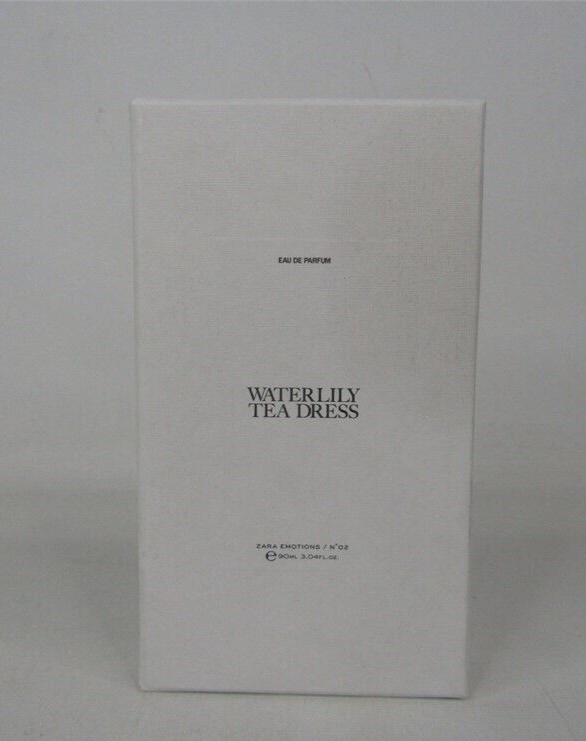 EAU DE PARFUM
WATERLILY
TEA DRESS
ZARA EMOTIONS / N°02
℮ 90ML 3.04FL.OZ.